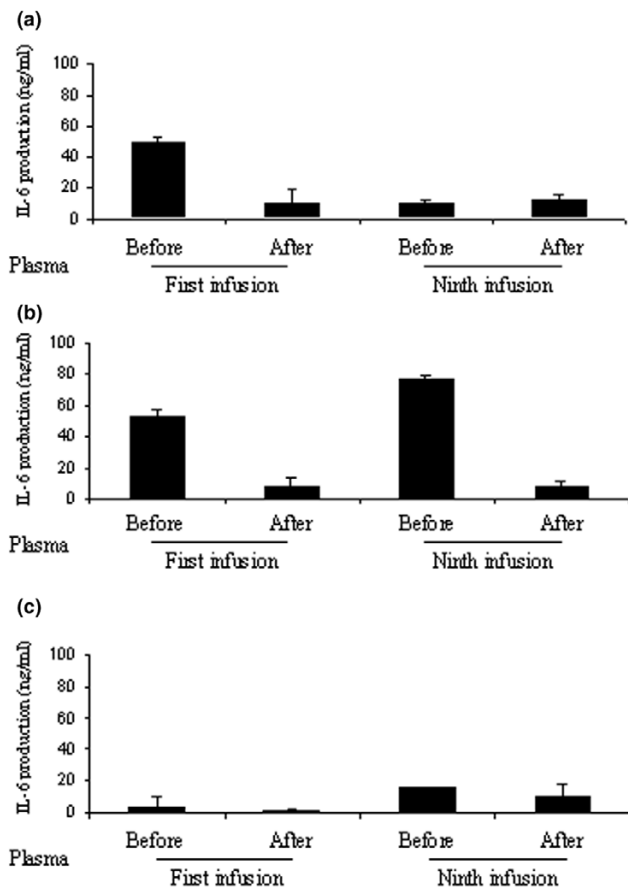 (a)
IL-6 production (ng/ml)
100
80
60
40
20
0
Before After Before After
Plasma
First infusion Ninth infusion
(b)
IL-6 production (ng/ml)
100
80
60
40
20
0
Before After Before After
Plasma
First infusion Ninth infusion
(c)
IL-6 production (ng/ml)
100
80
60
40
20
0
Before After Before After
Plasma
First infusion Ninth infusion